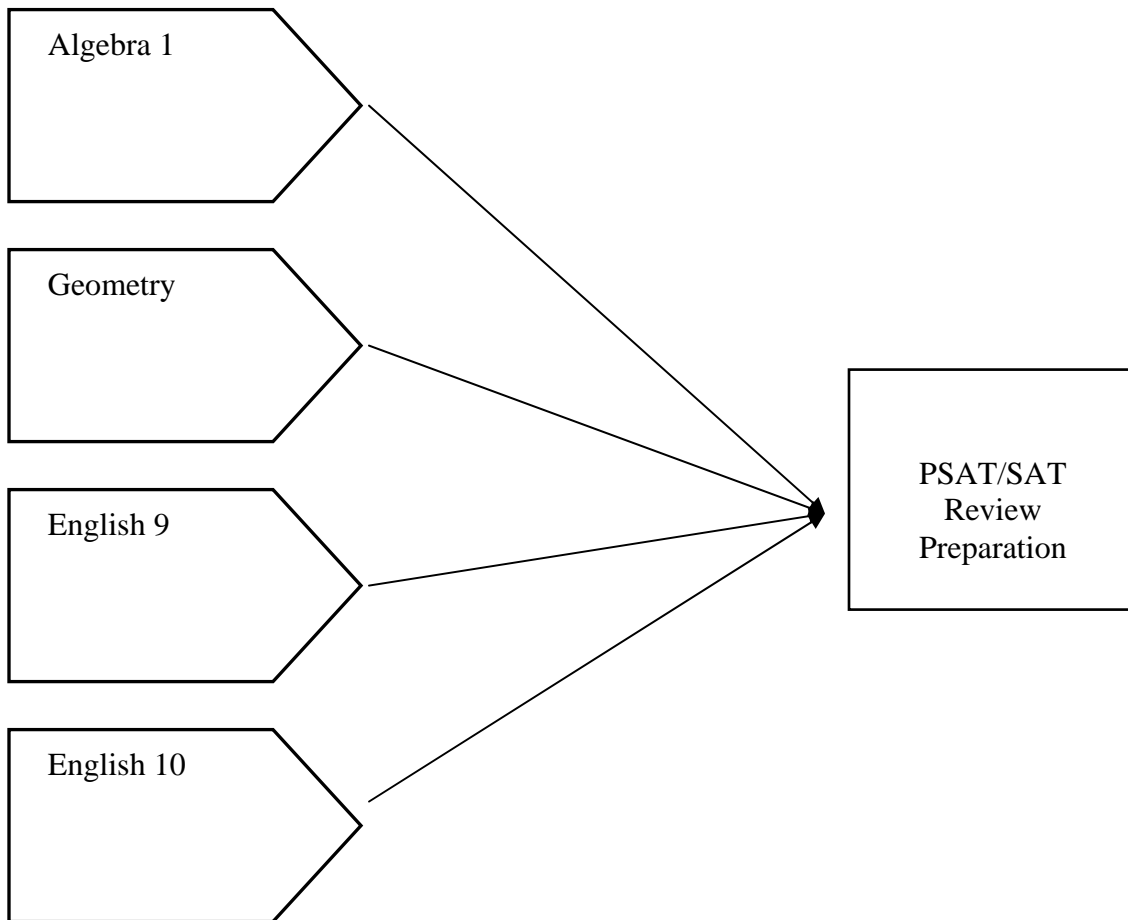 Algebra 1
Geometry
English 9
English 10
PSAT/SAT
Review
Preparation